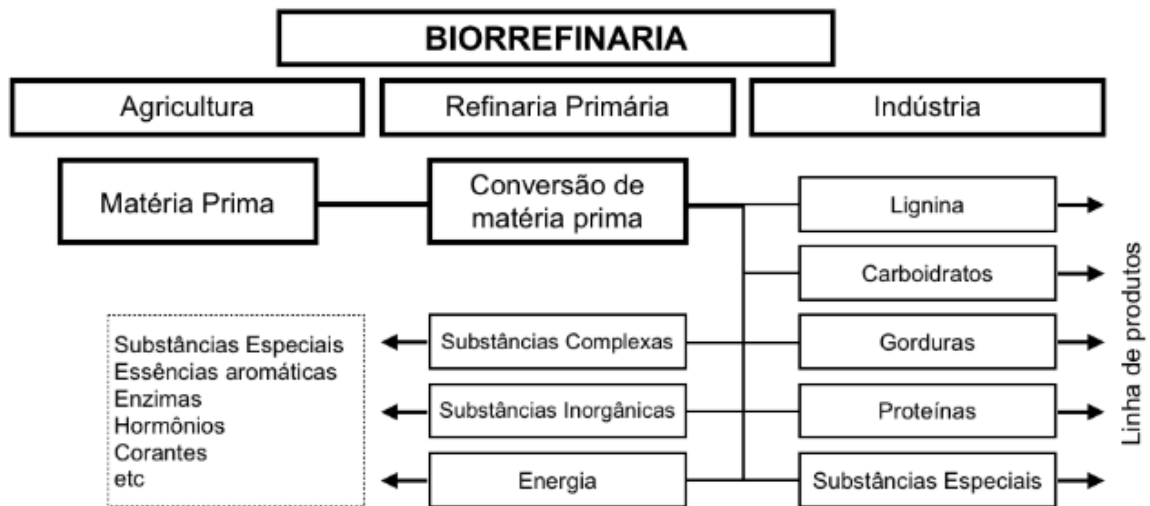 BIORREFINARIA
Agricultura
Refinaria Primária
Indústria
Matéria Prima
Conversão de
matéria prima
Lignina
Carboidratos
Substâncias Complexas
Gorduras
Substâncias Inorgânicas
Proteínas
Energia
Substâncias Especiais
Substâncias Especiais
Essências aromáticas
Enzimas
Hormônios
Corantes
etc
Linha de produtos